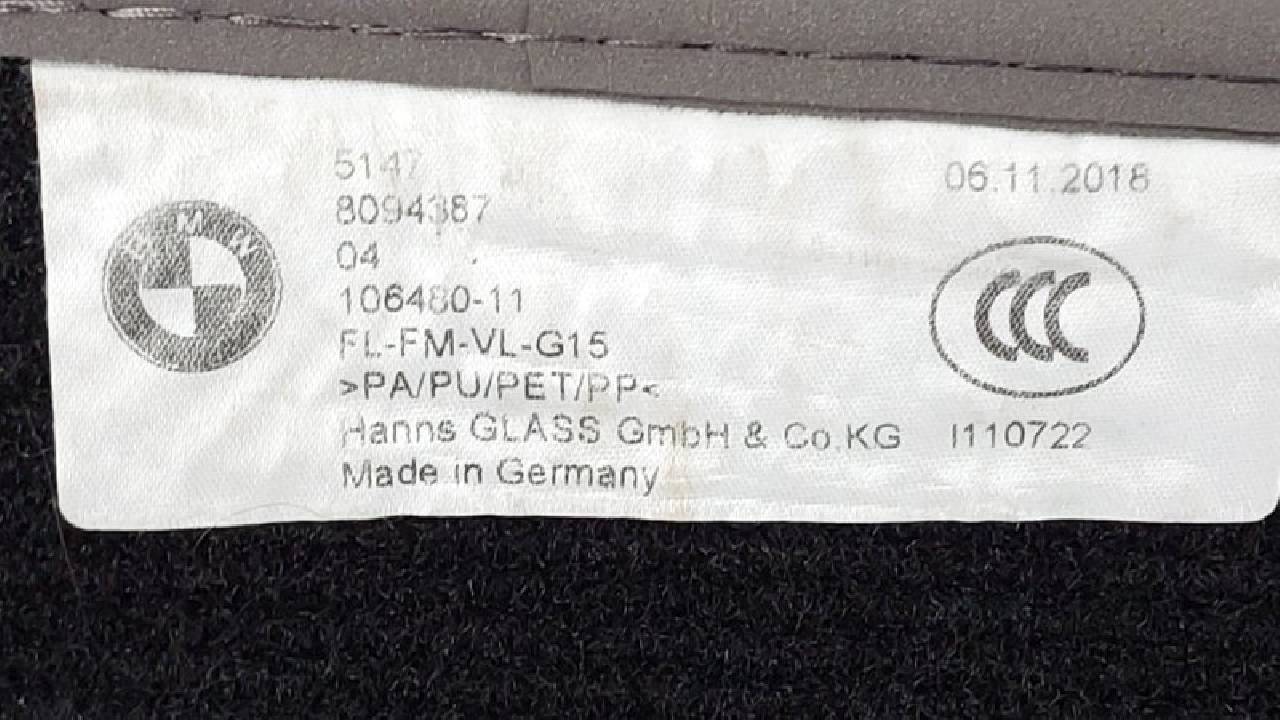 BMW
5147
06.11.2018
8094387
04
106480-11
FL-FM-VL-G15
>PA/PU/PET/PP<
Hanns GLASS GmbH & Co.KG
I110722
Made in Germany
CCC